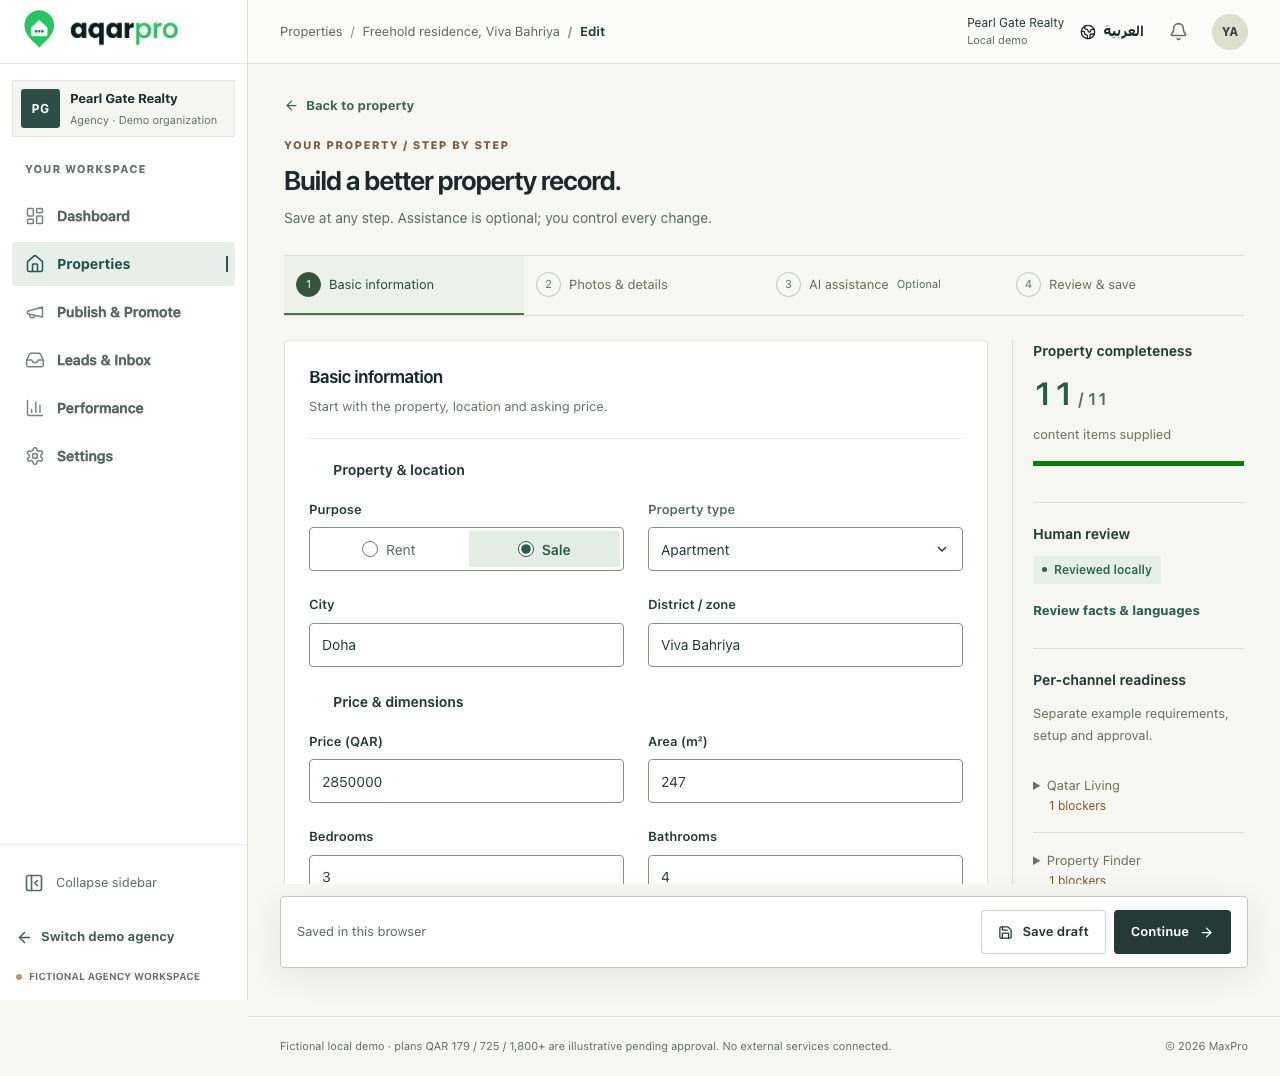 aqarpro
Properties / Freehold residence, Viva Bahriya / Edit
Pearl Gate Realty
Local demo
العربية
YA
PG
Pearl Gate Realty
Agency · Demo organization
YOUR WORKSPACE
Dashboard
Properties
Publish & Promote
Leads & Inbox
Performance
Settings
Collapse sidebar
Switch demo agency
FICTIONAL AGENCY WORKSPACE
Back to property
YOUR PROPERTY / STEP BY STEP
Build a better property record.
Save at any step. Assistance is optional; you control every change.
1 Basic information
2 Photos & details
3 AI assistance Optional
4 Review & save
Basic information
Start with the property, location and asking price.
Property & location
Purpose
Rent
Sale
Property type
Apartment
City
Doha
District / zone
Viva Bahriya
Price & dimensions
Price (QAR)
2850000
Area (m²)
247
Bedrooms
3
Bathrooms
4
Property completeness
11 / 11
content items supplied
Human review
Reviewed locally
Review facts & languages
Per-channel readiness
Separate example requirements,
setup and approval.
Qatar Living
1 blockers
Property Finder
1 blockers
Saved in this browser
Save draft
Continue
Fictional local demo · plans QAR 179 / 725 / 1,800+ are illustrative pending approval. No external services connected.
© 2026 MaxPro